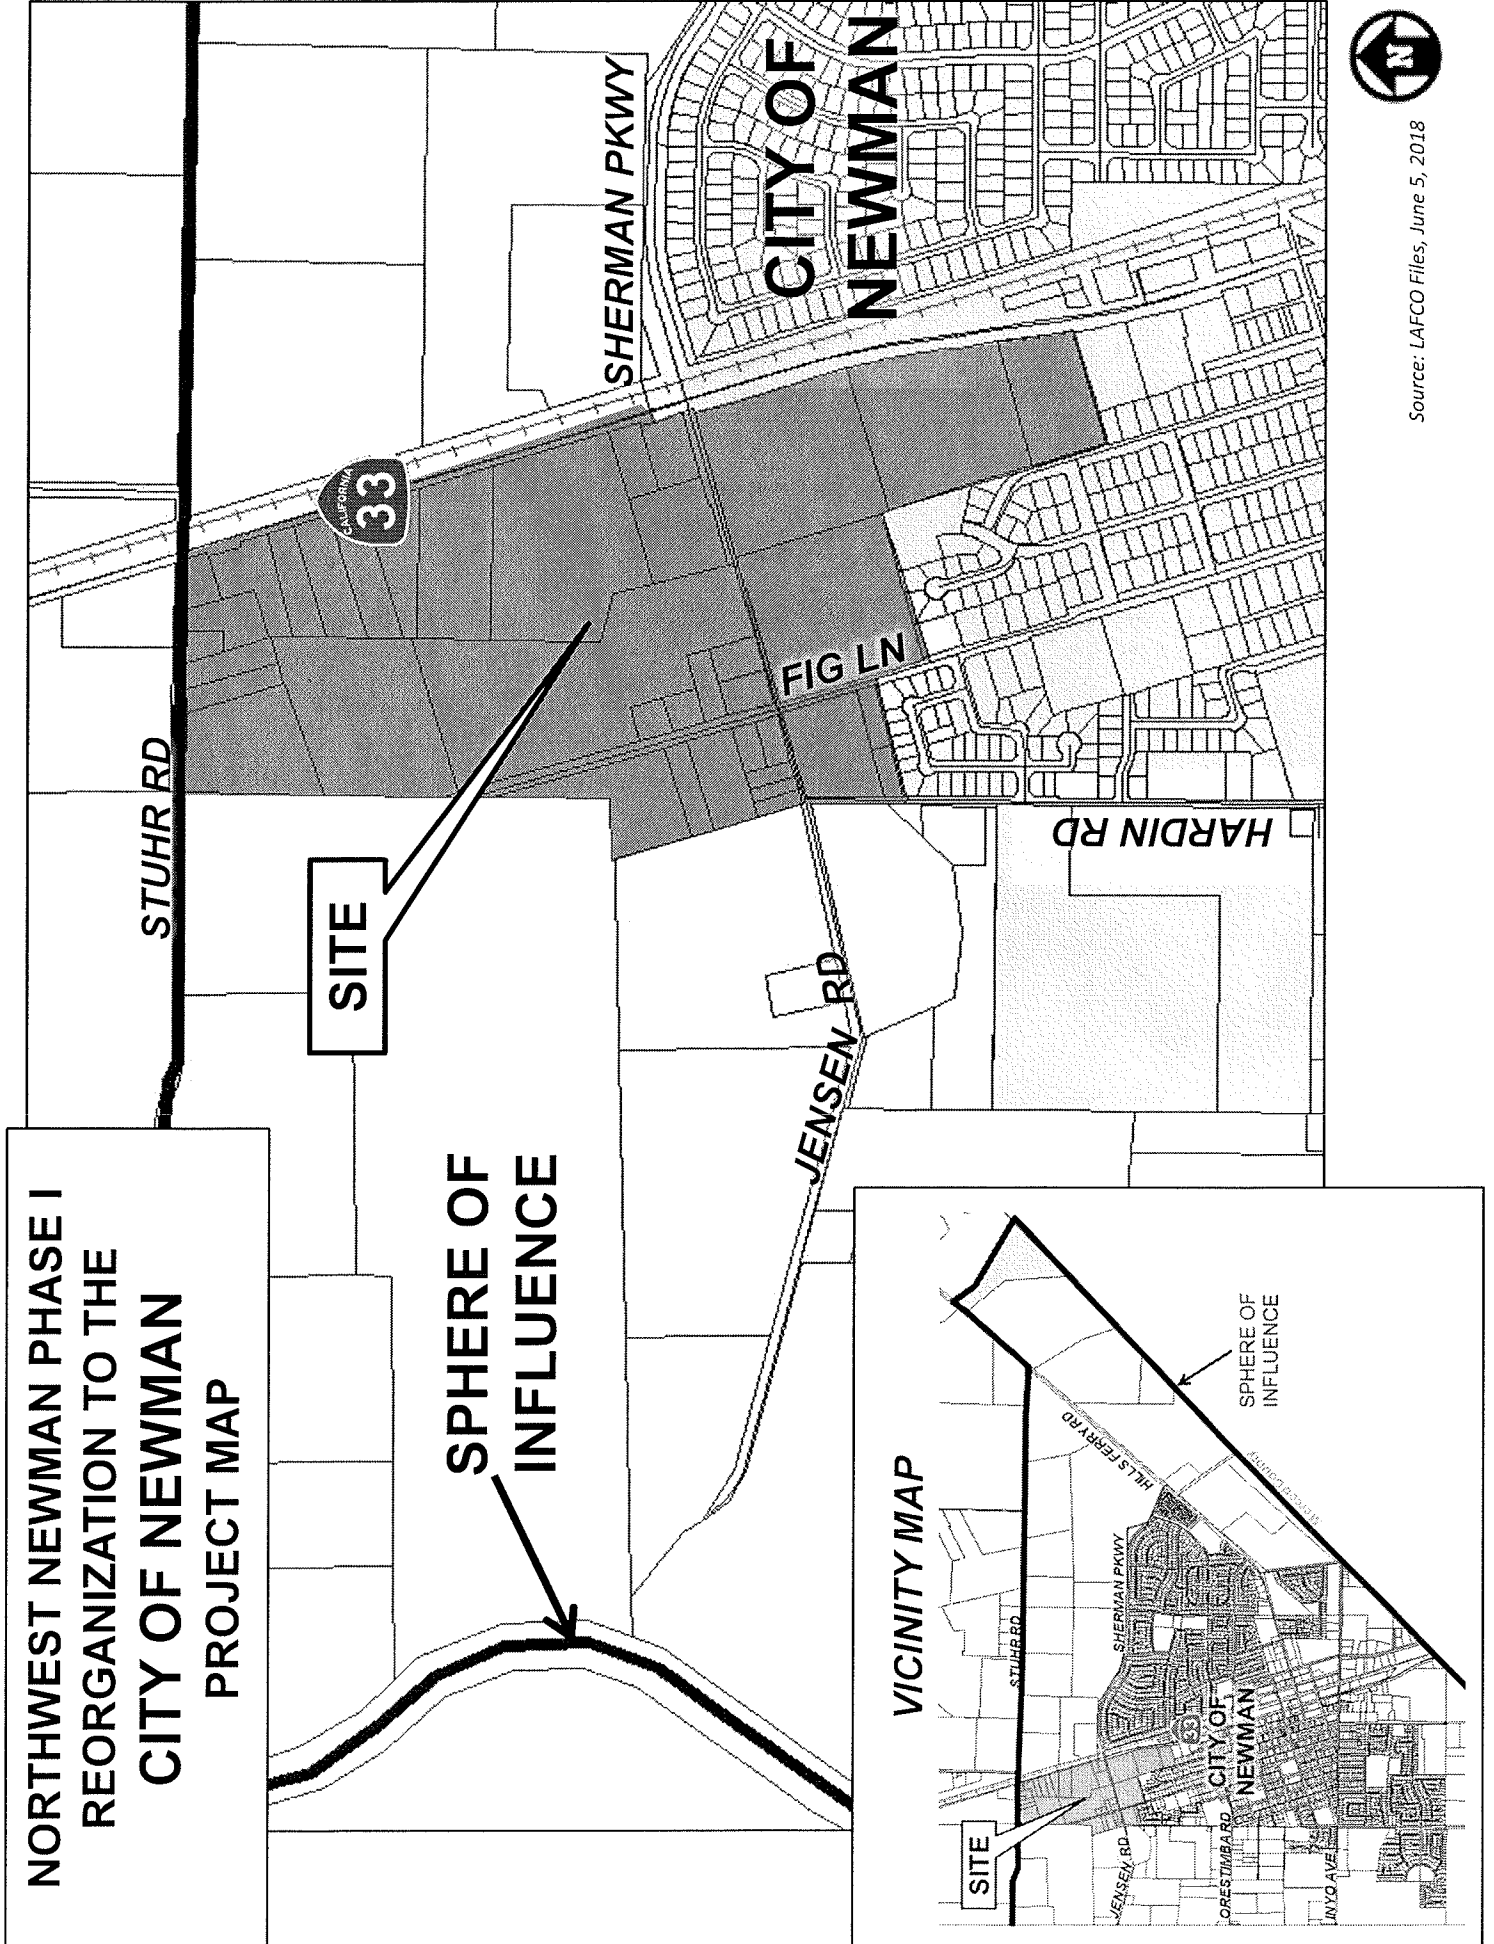 NORTHWEST NEWMAN PHASE I
REORGANIZATION TO THE
CITY OF NEWMAN
PROJECT MAP
STUHR RD
SITE
CALIFORNIA
33
SHERMAN PKWY
CITY OF
NEWMAN
SPHERE OF
INFLUENCE
FIG LN
JENSEN RD
HARDIN RD
N
Source: LAFCO Files, June 5, 2018
VICINITY MAP
SITE
STUHR RD
SHERMAN PKWY
HILLS FERRY RD
SPHERE OF
INFLUENCE
33
CITY OF
NEWMAN
JENSEN RD
ORESTIMBA RD
INYO AVE